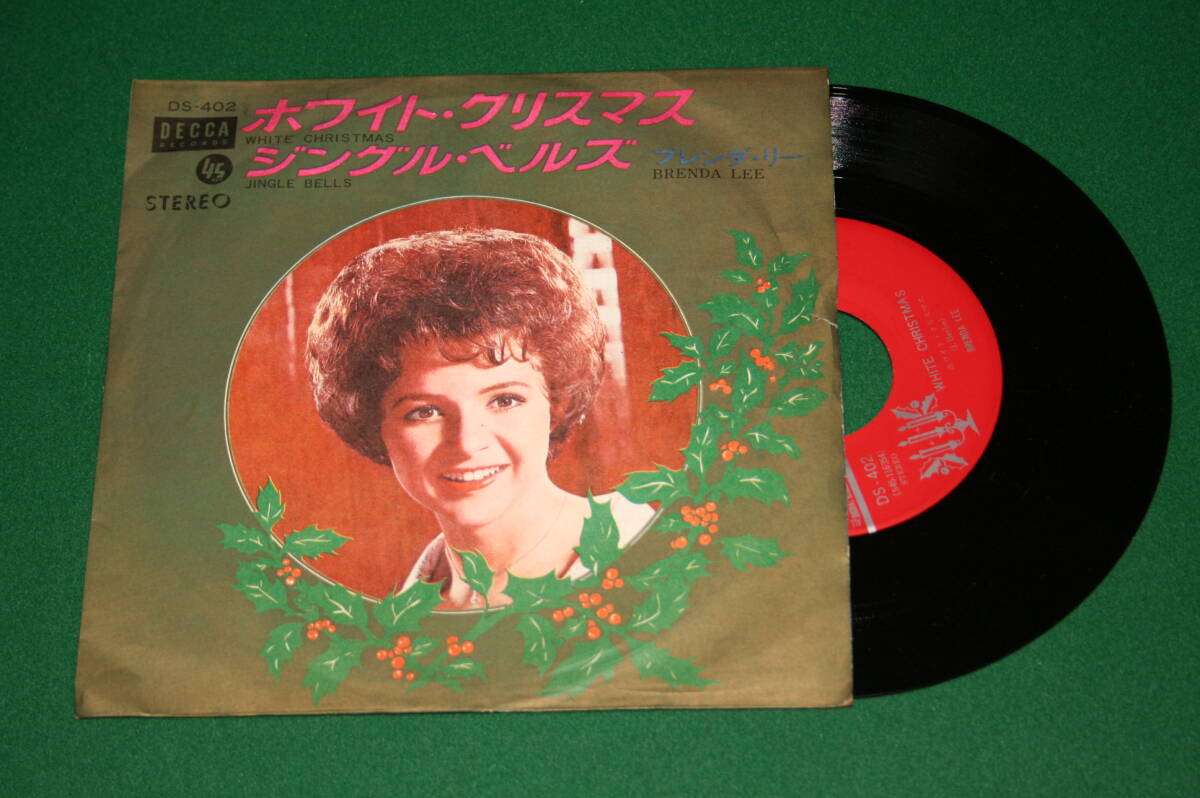 DS-402
DECCA
RECORDS
45
STEREO
ホワイト・クリスマス
WHITE CHRISTMAS
ジングル・ベルズ
JINGLE BELLS
ブレンダ・リー
BRENDA LEE
WHITE CHRISTMAS
BRENDA LEE
DS-402
STEREO